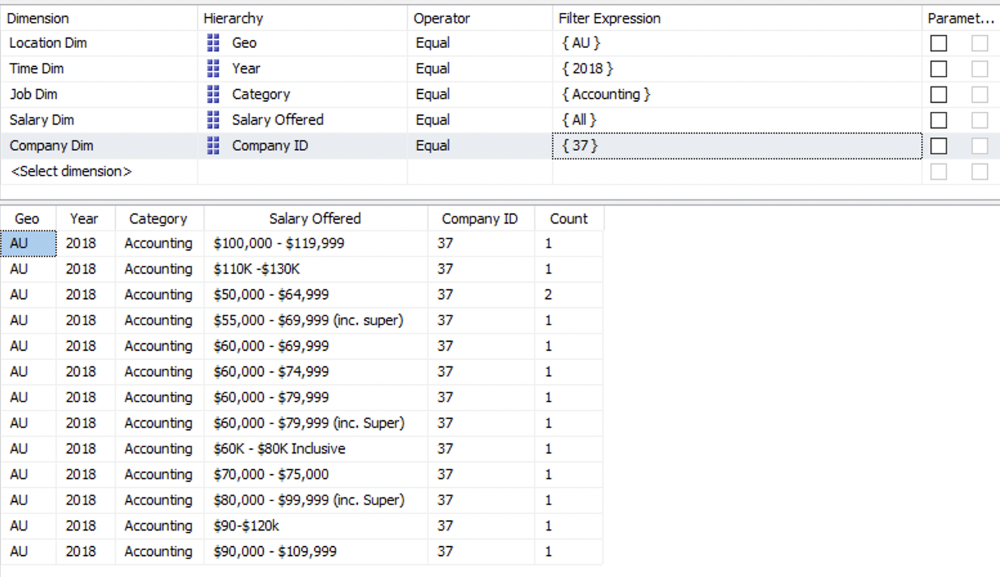 Dimension Hierarchy Operator Filter Expression Paramet...
Location Dim Geo Equal { AU }
Time Dim Year Equal { 2018 }
Job Dim Category Equal { Accounting }
Salary Dim Salary Offered Equal { All }
Company Dim Company ID Equal { 37 }
<Select dimension>
Geo Year Category Salary Offered Company ID Count
AU 2018 Accounting $100,000 - $119,999 37 1
AU 2018 Accounting $110K -$130K 37 1
AU 2018 Accounting $50,000 - $64,999 37 2
AU 2018 Accounting $55,000 - $69,999 (inc. super) 37 1
AU 2018 Accounting $60,000 - $69,999 37 1
AU 2018 Accounting $60,000 - $74,999 37 1
AU 2018 Accounting $60,000 - $79,999 37 1
AU 2018 Accounting $60,000 - $79,999 (inc. Super) 37 1
AU 2018 Accounting $60K - $80K Inclusive 37 1
AU 2018 Accounting $70,000 - $75,000 37 1
AU 2018 Accounting $80,000 - $99,999 (inc. Super) 37 1
AU 2018 Accounting $90-$120k 37 1
AU 2018 Accounting $90,000 - $109,999 37 1